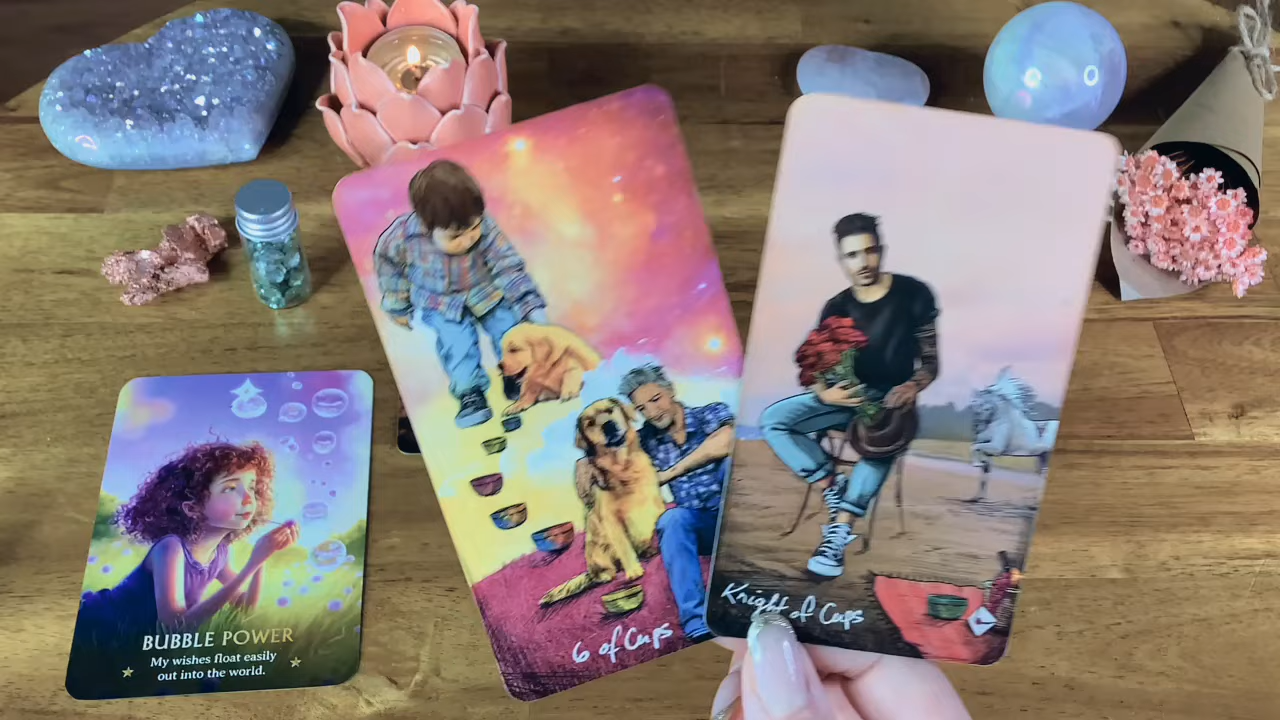 BUBBLE POWER
My wishes float easily
out into the world.
6 of Cups
Knight of Cups